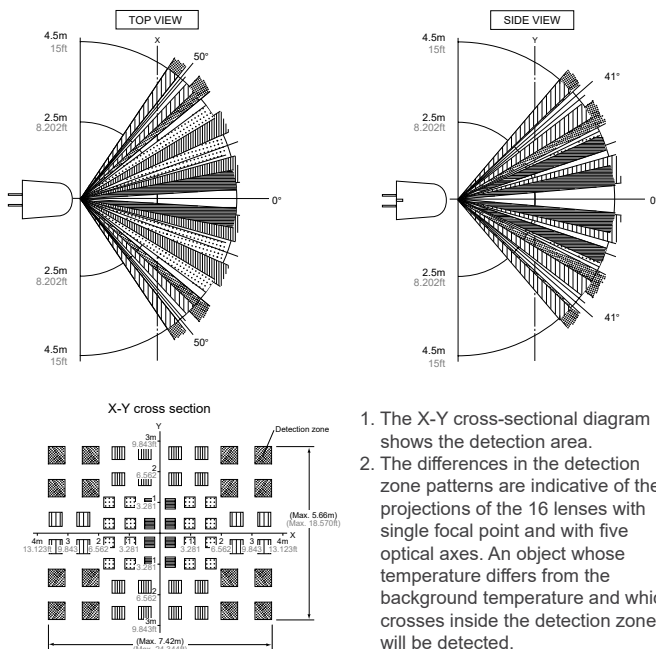 TOP VIEW
4.5m
15ft
X
50°
2.5m
8.202ft
0°
2.5m
8.202ft
50°
4.5m
15ft
SIDE VIEW
4.5m
15ft
Y
41°
2.5m
8.202ft
0°
2.5m
8.202ft
41°
4.5m
15ft
X-Y cross section
Y
3m
9.843ft
Detection zone
2
6.562
1
3.281
(Max. 5.66m)
(Max. 18.570ft)
X
4m 3 2 1 1 2 3 4m
13.123ft 9.843 6.562 3.281 3.281 6.562 9.843 13.123ft
1
3.281
2
6.562
3m
9.843ft
(Max. 7.42m)
1. The X-Y cross-sectional diagram
shows the detection area.
2. The differences in the detection
zone patterns are indicative of the
projections of the 16 lenses with
single focal point and with five
optical axes. An object whose
temperature differs from the
background temperature and whic
crosses inside the detection zone
will be detected.